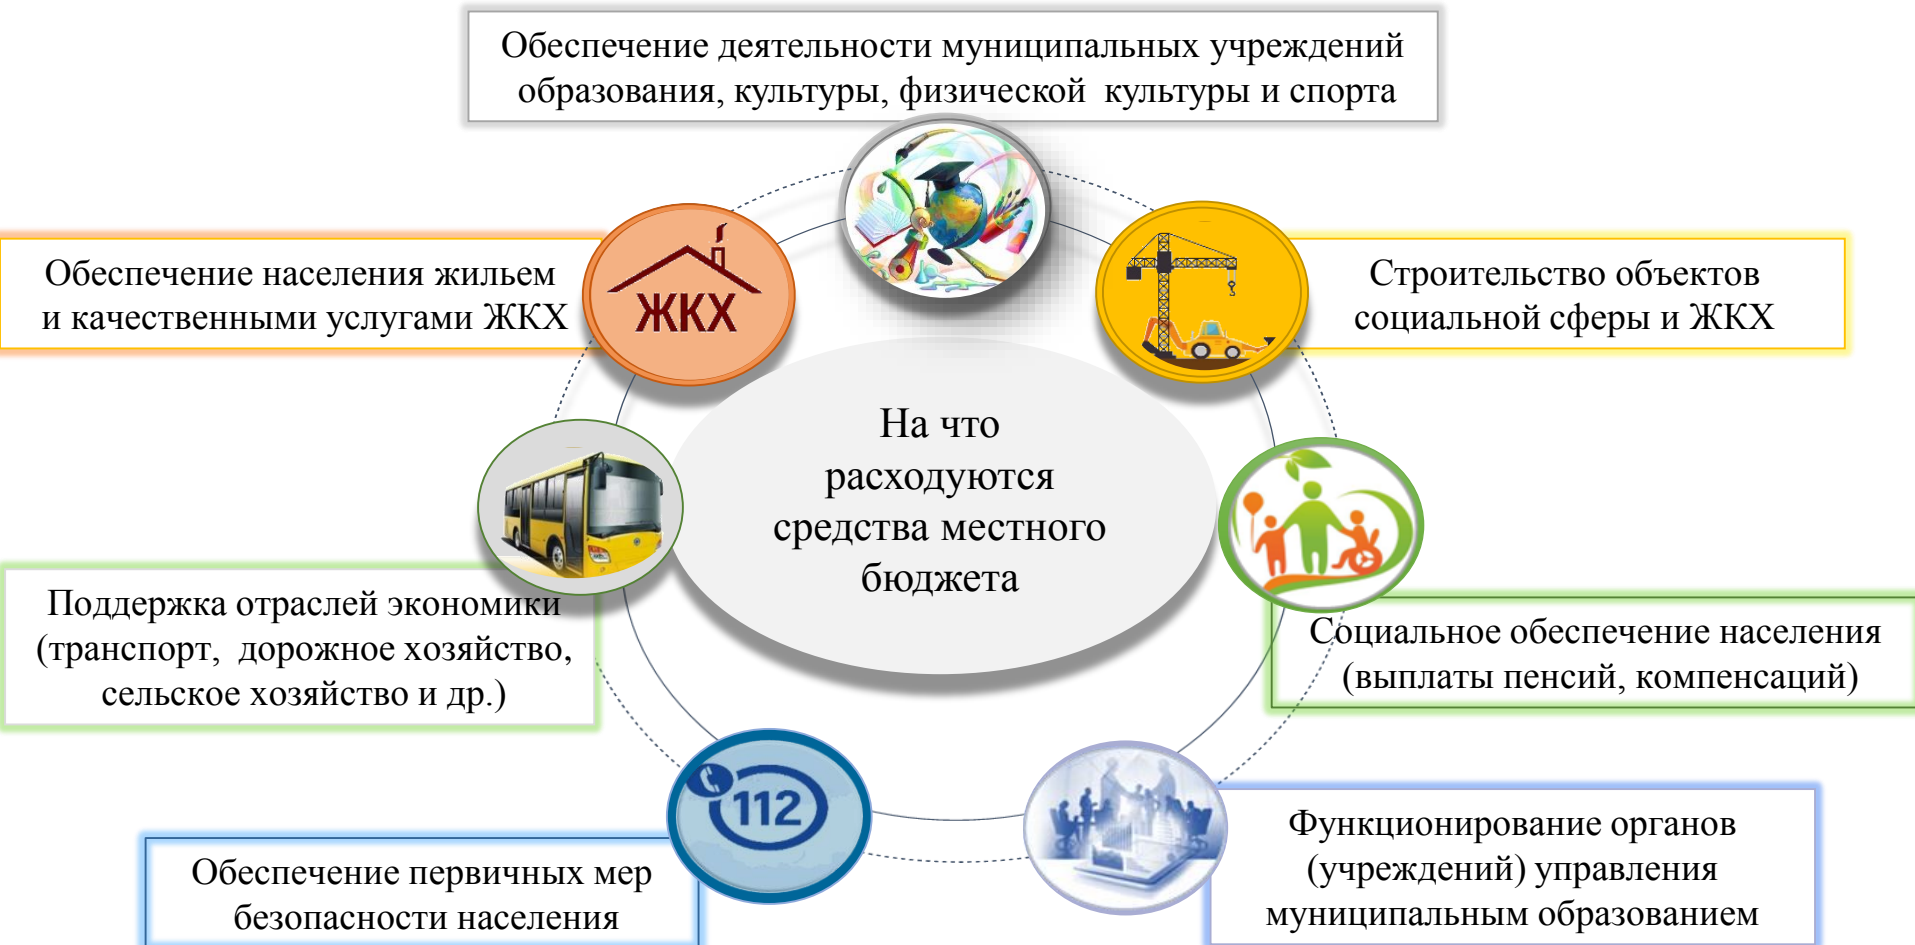 Обеспечение деятельности муниципальных учреждений
образования, культуры, физической культуры и спорта
Обеспечение населения жильем
и качественными услугами ЖКХ
ЖКХ
Строительство объектов
социальной сферы и ЖКХ
На что
расходуются
средства местного
бюджета
Поддержка отраслей экономики
(транспорт, дорожное хозяйство,
сельское хозяйство и др.)
Социальное обеспечение населения
(выплаты пенсий, компенсаций)
112
Обеспечение первичных мер
безопасности населения
Функционирование органов
(учреждений) управления
муниципальным образованием